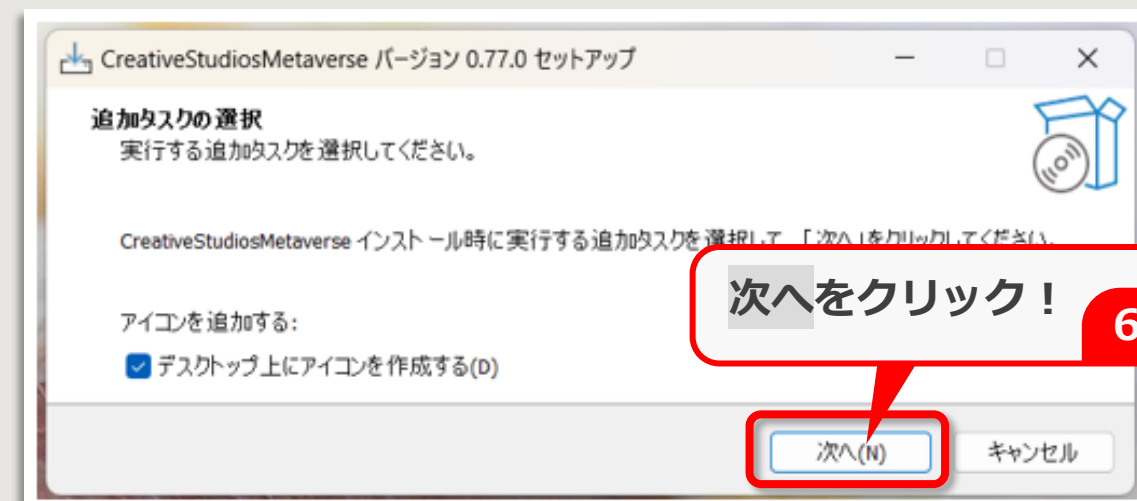 CreativeStudiosMetaverse バージョン 0.77.0 セットアップ
追加タスクの選択
実行する追加タスクを選択してください。
CreativeStudiosMetaverse インストール時に実行する追加タスクを選択して、「次へ」をクリックしてください。
次へをクリック！
6
アイコンを追加する:
デスクトップ上にアイコンを作成する(D)
次へ(N)
キャンセル